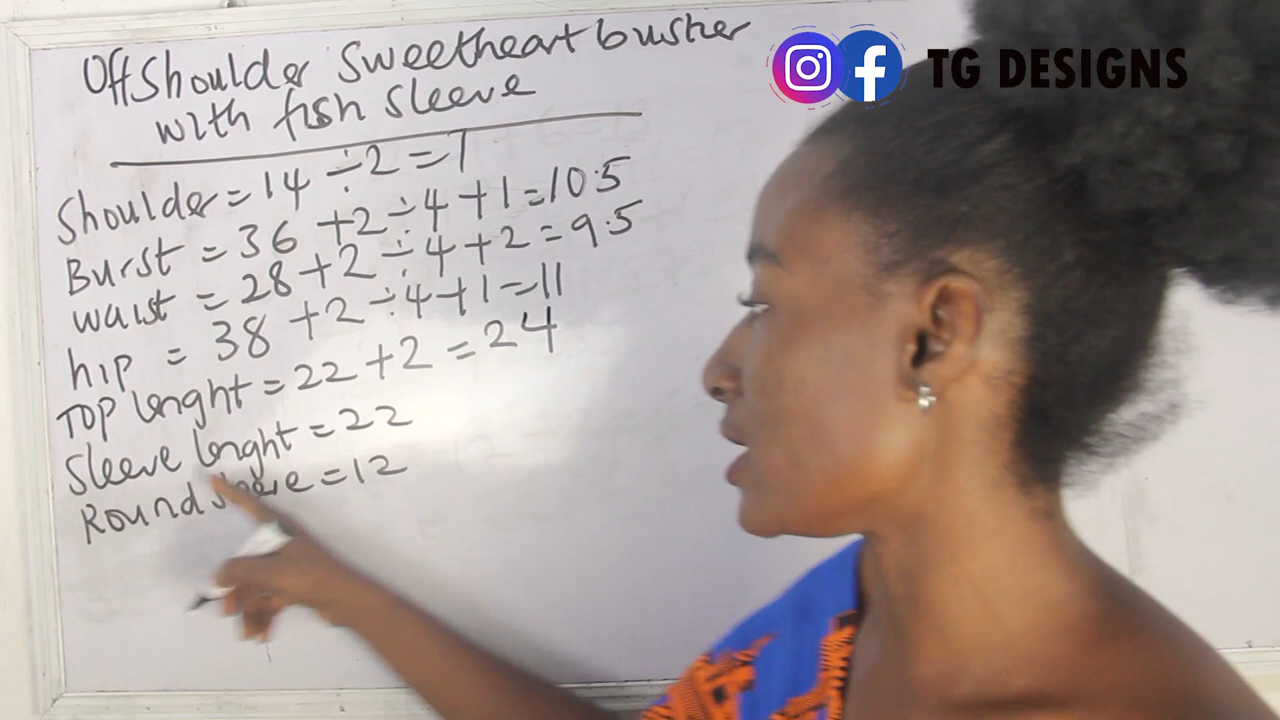 Offshoulder sweetheart burstier
with fish sleeve
Shoulder = 14 ÷ 2 = 7
Burst = 36 + 2 ÷ 4 + 1 = 10.5
waist = 28 + 2 ÷ 4 + 2 = 9.5
hip = 38 + 2 ÷ 4 + 1 = 11
Top lenght = 22 + 2 = 24
Sleeve lenght = 22
Round sleeve = 12
TG DESIGNS